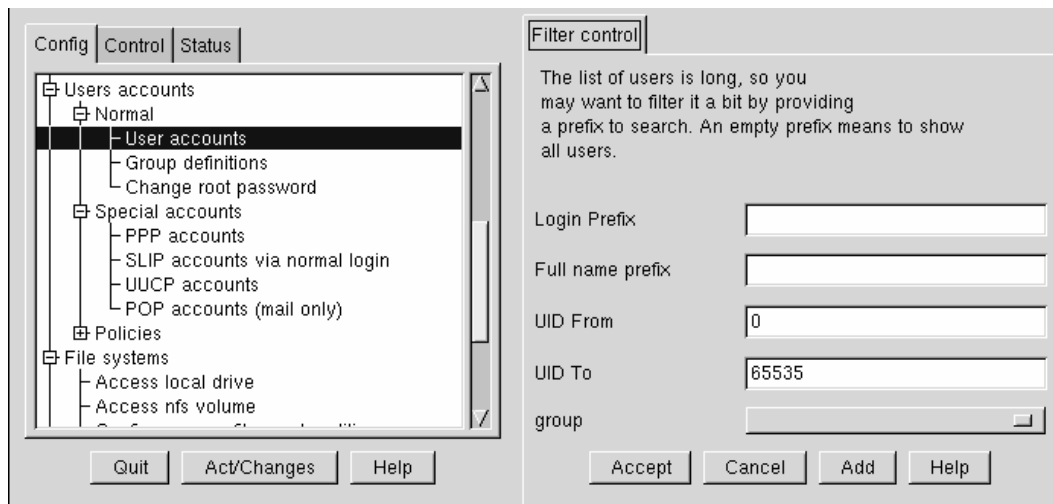 Config Control Status
Users accounts
Normal
User accounts
Group definitions
Change root password
Special accounts
PPP accounts
SLIP accounts via normal login
UUCP accounts
POP accounts (mail only)
Policies
File systems
Access local drive
Access nfs volume
Quit Act/Changes Help
Filter control
The list of users is long, so you
may want to filter it a bit by providing
a prefix to search. An empty prefix means to show
all users.
Login Prefix
Full name prefix
UID From 0
UID To 65535
group
Accept Cancel Add Help